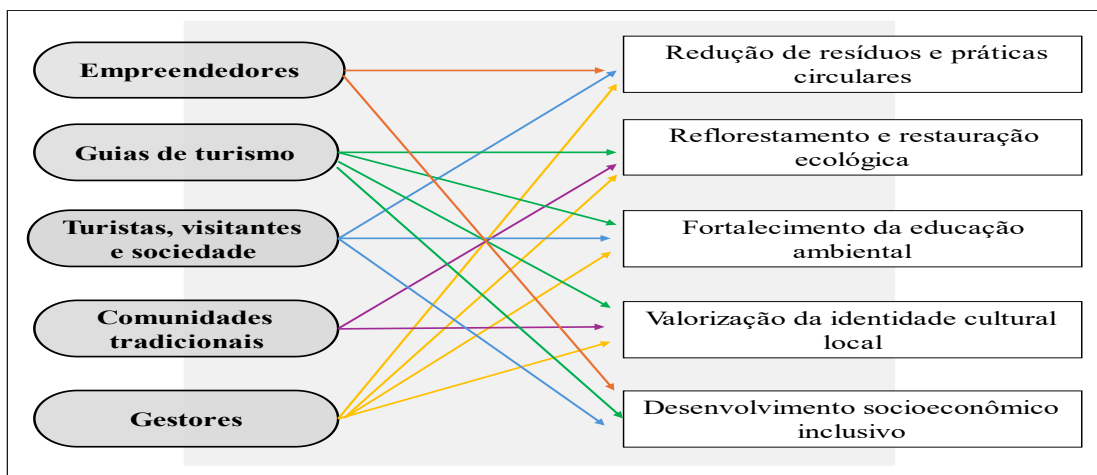 Empreendedores
Guias de turismo
Turistas, visitantes
e sociedade
Comunidades
tradicionais
Gestores
Redução de resíduos e práticas
circulares
Reflorestamento e restauração
ecológica
Fortalecimento da educação
ambiental
Valorização da identidade cultural
local
Desenvolvimento socioeconômico
inclusivo